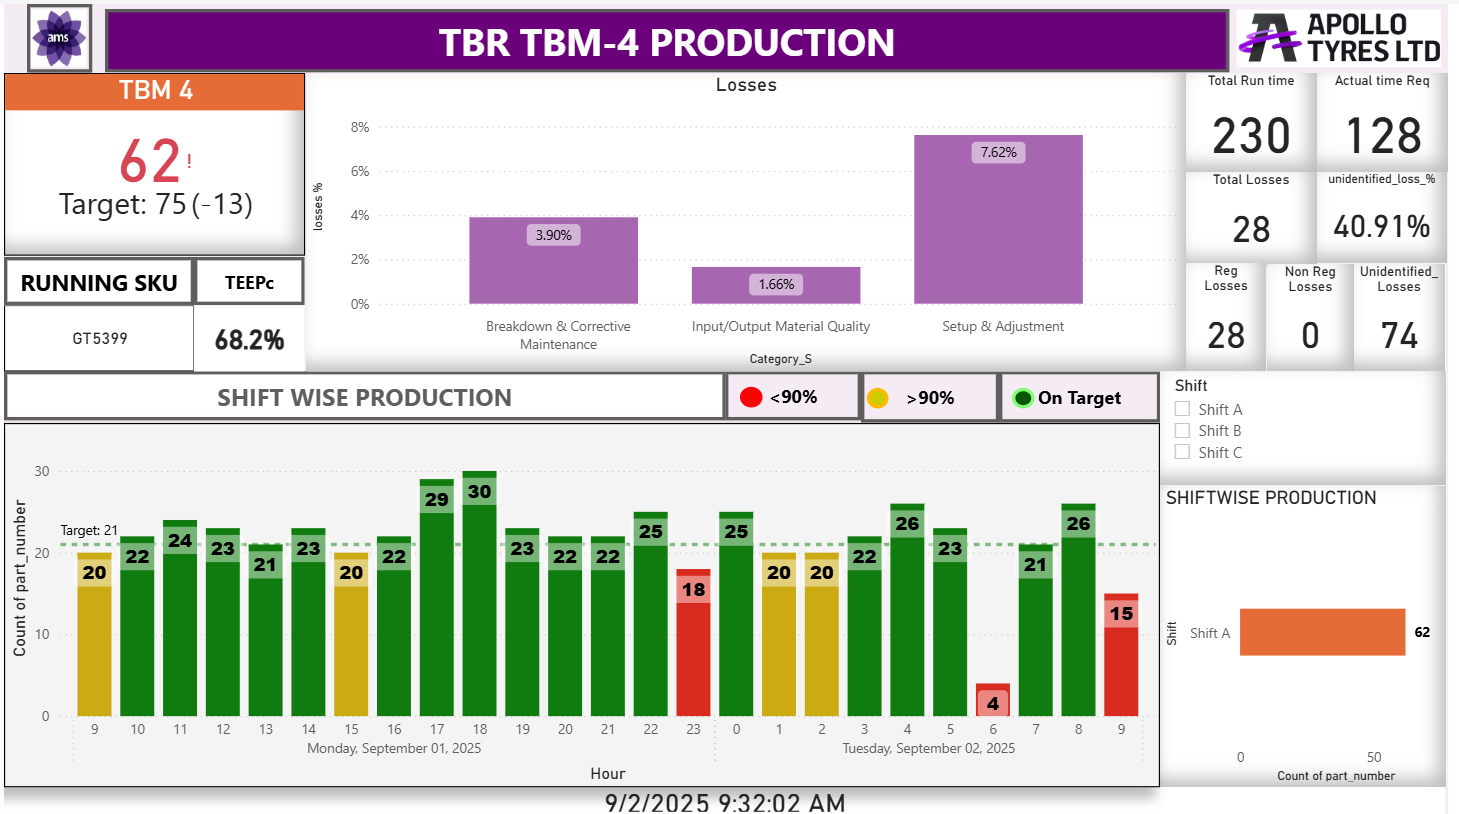 ams
TBR TBM-4 PRODUCTION
APOLLO
TYRES LTD
TBM 4
62!
Target: 75 (-13)
RUNNING SKU
TEEPc
GT5399
68.2%
Losses
losses %
8%
6%
4%
2%
0%
3.90%
1.66%
7.62%
Breakdown & Corrective
Maintenance
Input/Output Material Quality
Setup & Adjustment
Category_S
Total Run time
230
Actual time Req
128
Total Losses
28
unidentified_loss_%
40.91%
Reg
Losses
28
Non Reg
Losses
0
Unidentified_
Losses
74
SHIFT WISE PRODUCTION
<90%
>90%
On Target
Shift
Shift A
Shift B
Shift C
Count of part_number
30
20
10
0
Target: 21
20 22 24 23 21 23 20 22 29 30 23 22 22 25 18 25 20 20 22 26 23 4 21 26 15
9 10 11 12 13 14 15 16 17 18 19 20 21 22 23 0 1 2 3 4 5 6 7 8 9
Monday, September 01, 2025
Tuesday, September 02, 2025
Hour
SHIFTWISE PRODUCTION
Shift
Shift A
62
0 50
Count of part_number
9/2/2025 9:32:02 AM